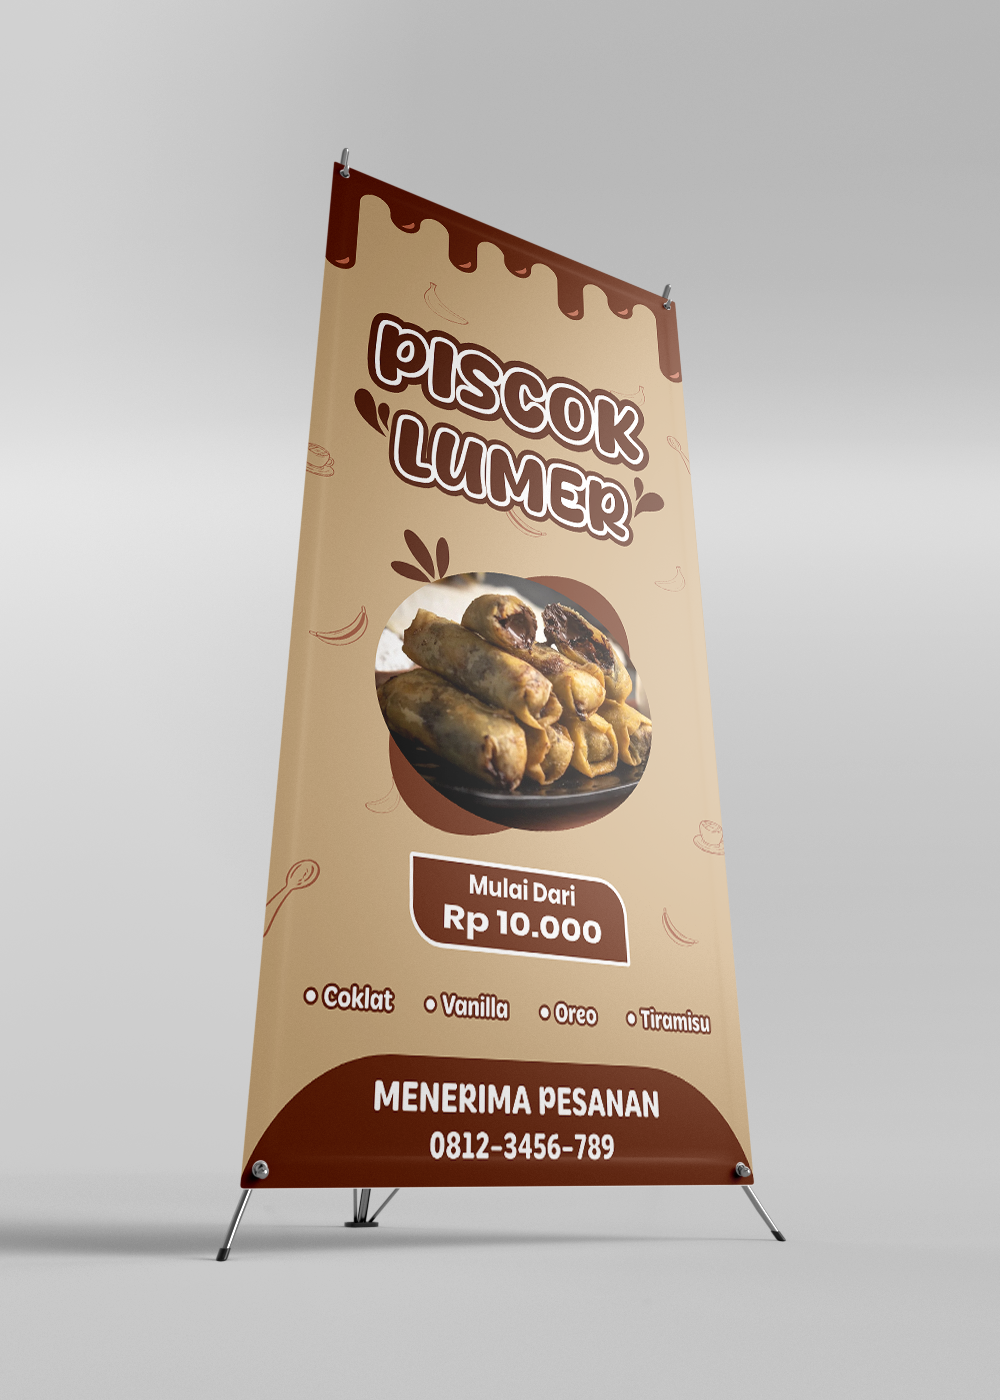 PISCOK
LUMER
Mulai Dari
Rp 10.000
• Coklat • Vanilla • Oreo • Tiramisu
MENERIMA PESANAN
0812-3456-789